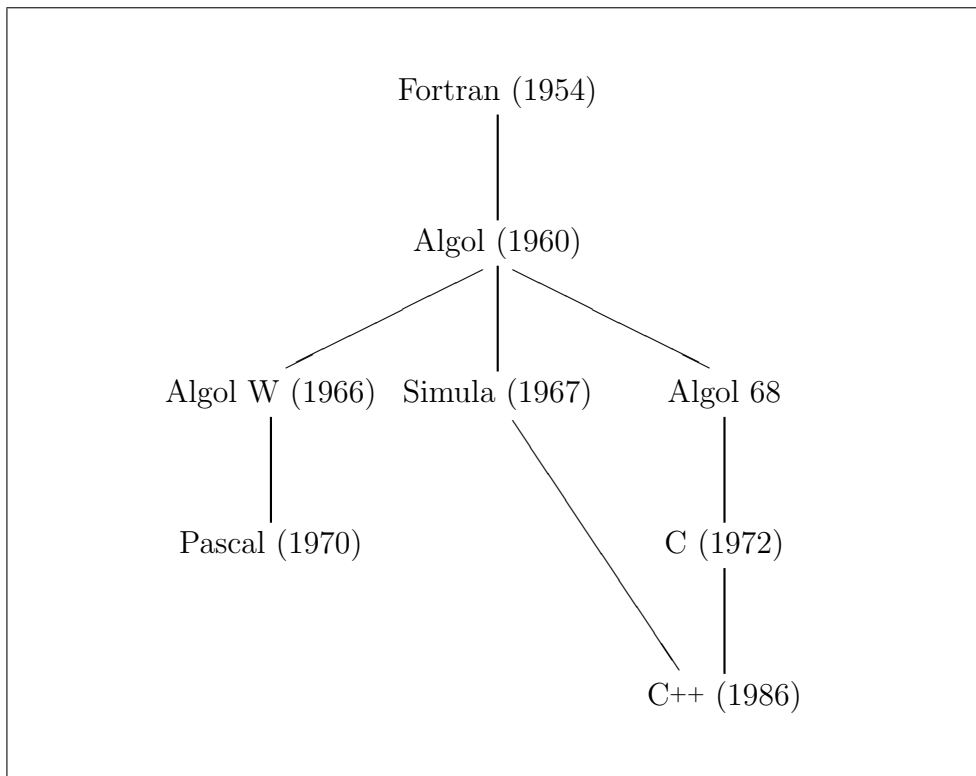 Fortran (1954)
Algol (1960)
Algol W (1966) Simula (1967) Algol 68
Pascal (1970) C (1972)
C++ (1986)